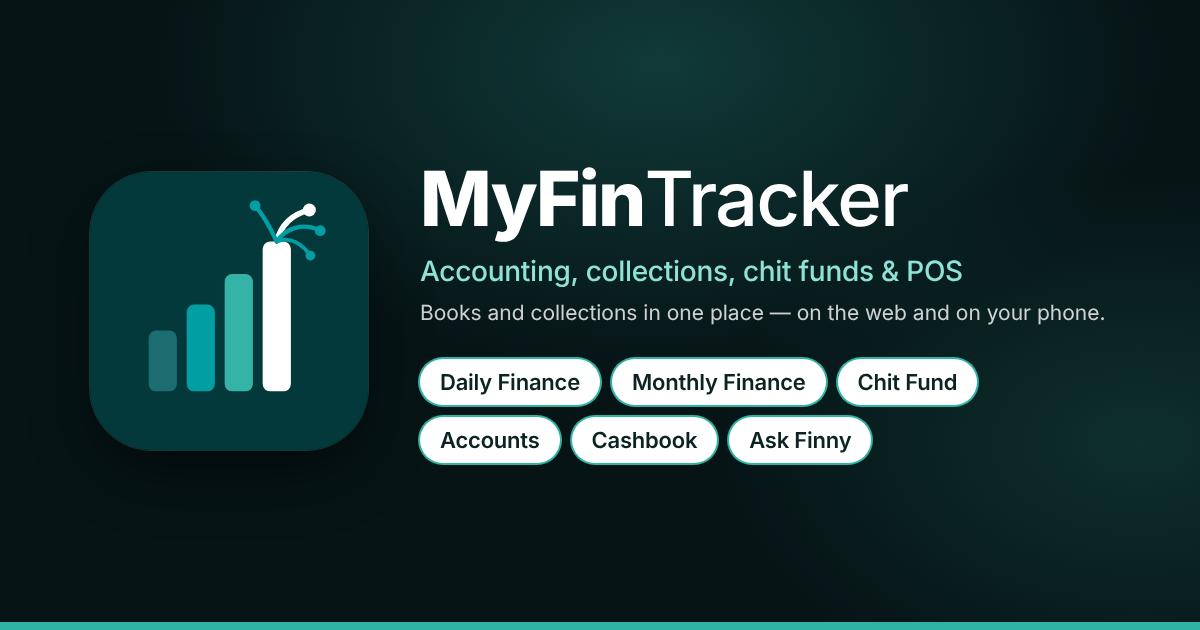 MyFinTracker
Accounting, collections, chit funds & POS
Books and collections in one place — on the web and on your phone.
Daily Finance Monthly Finance Chit Fund
Accounts Cashbook Ask Finny